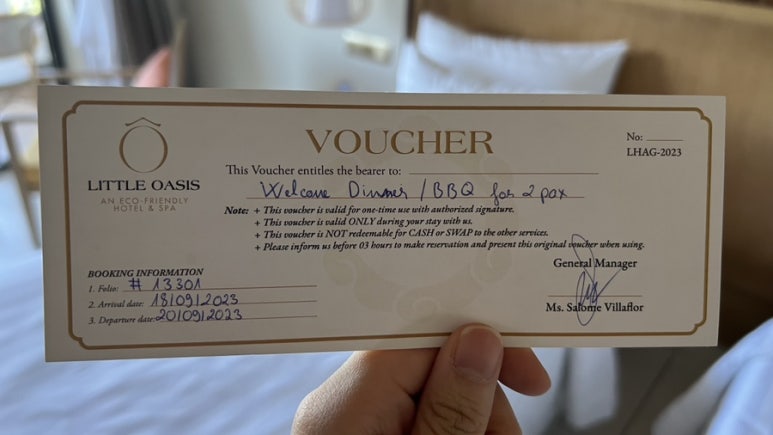 LITTLE OASIS
AN ECO-FRIENDLY
HOTEL & SPA
VOUCHER
No:
LHAG-2023
This Voucher entitles the bearer to:
Welcome Dinner / BBQ for 2 pax
Note: + This voucher is valid for one-time use with authorized signature.
+ This voucher is valid ONLY during your stay with us.
+ This voucher is NOT redeemable for CASH or SWAP to the other services.
+ Please inform us before 03 hours to make reservation and present this original voucher when using.
BOOKING INFORMATION
1. Folio: # 13301
2. Arrival date: 18/09/2023
3. Departure date: 20/09/2023
General Manager
Ms. Salome Villaflor